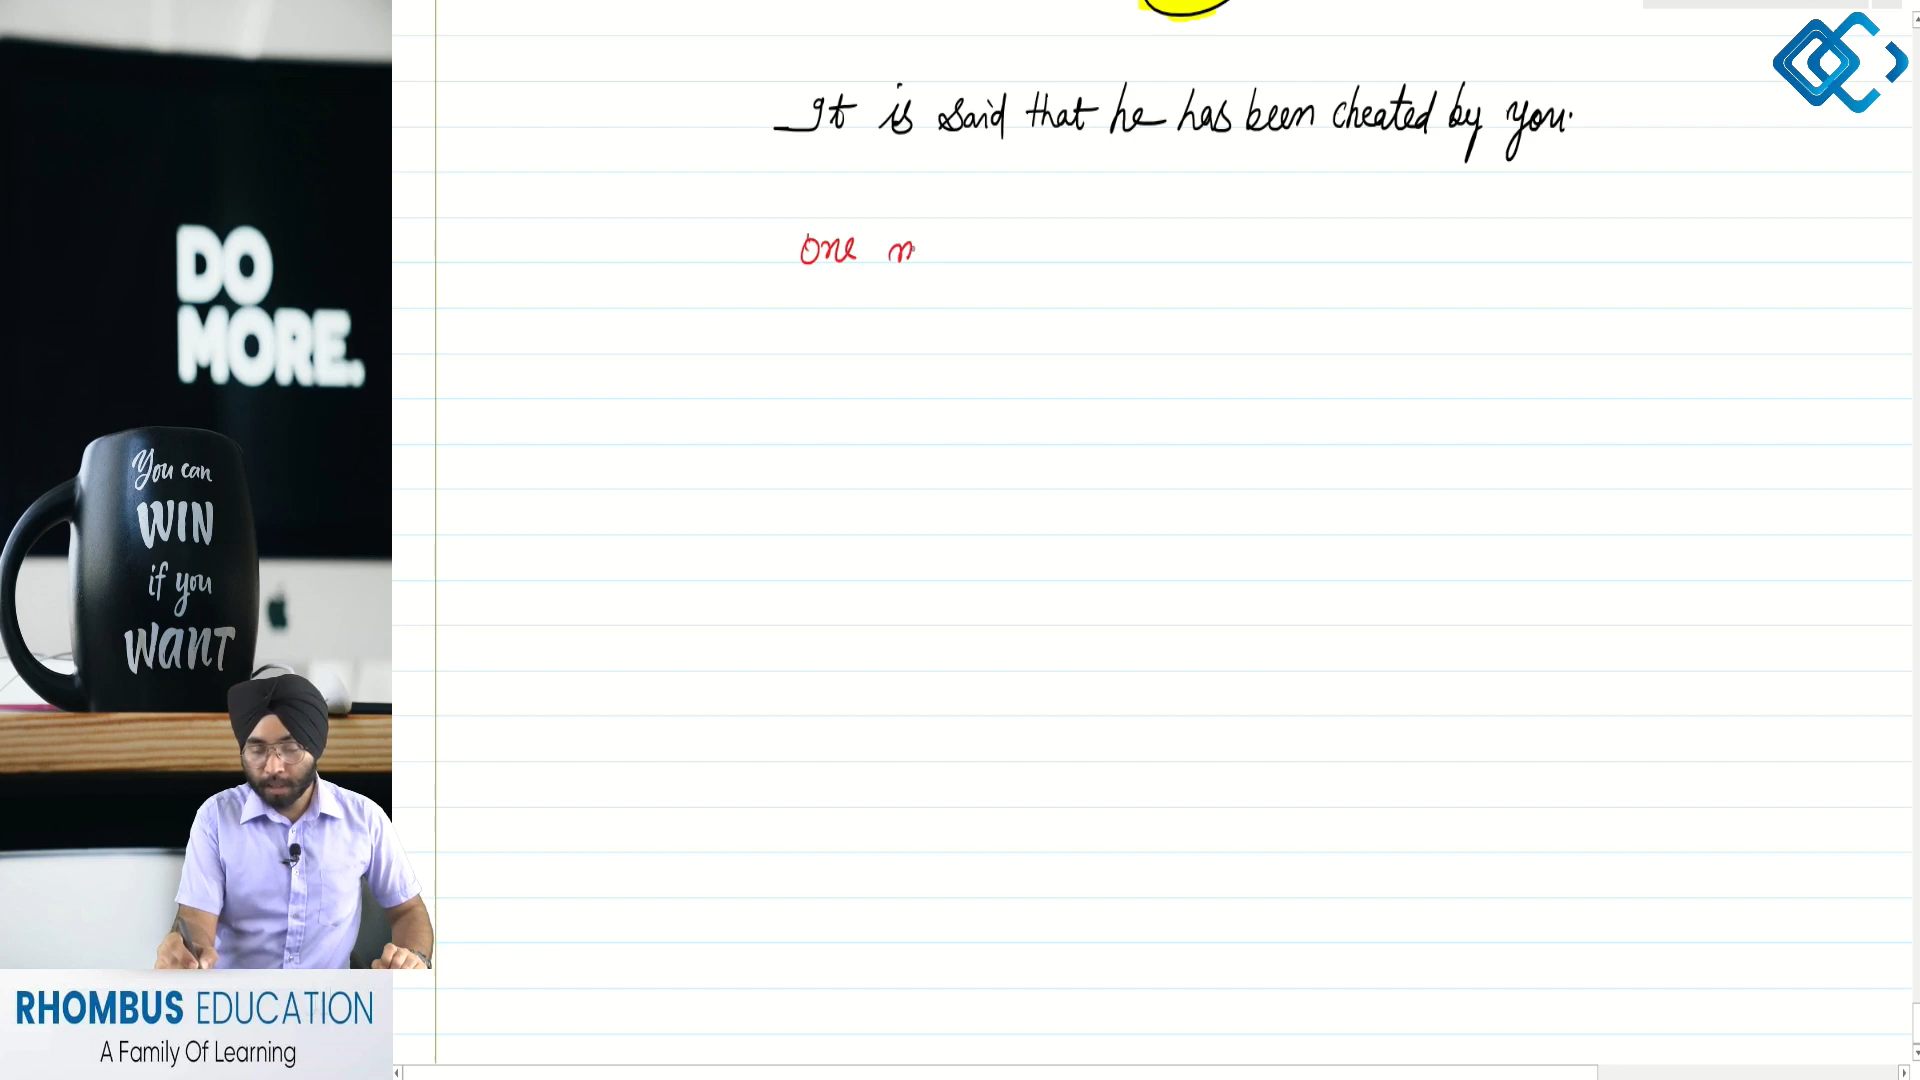 It is said that he has been cheated by you.
One
DO
MORE.
You can
WIN
if you
WANT
RHOMBUS EDUCATION
A Family Of Learning